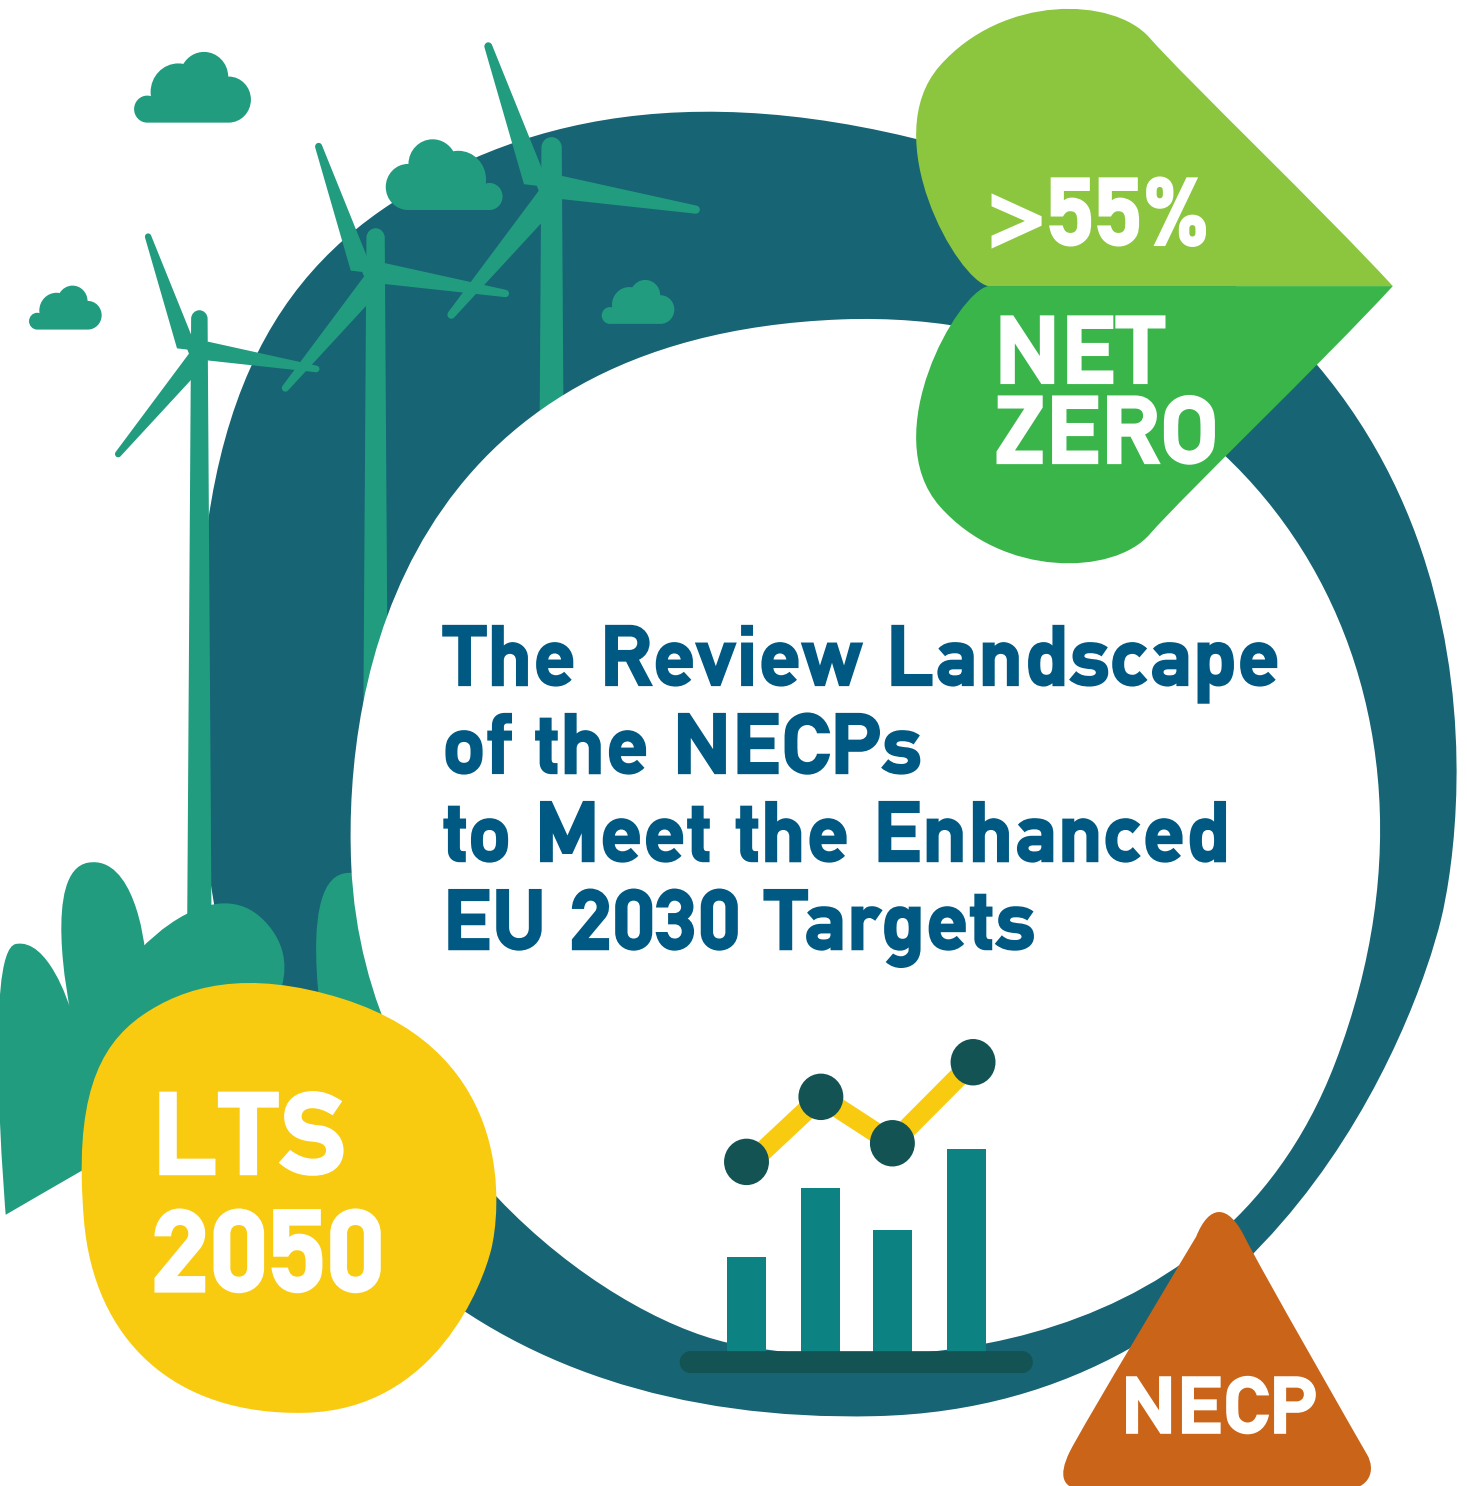 >55%
NET
ZERO
The Review Landscape
of the NECPs
to Meet the Enhanced
EU 2030 Targets
LTS
2050
NECP